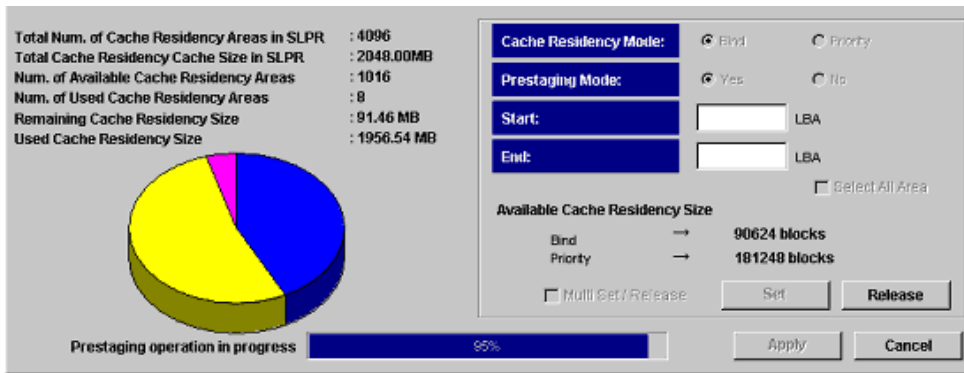 Total Num. of Cache Residency Areas in SLPR : 4096
Total Cache Residency Cache Size in SLPR : 2048.00MB
Num. of Available Cache Residency Areas : 1016
Num. of Used Cache Residency Areas : 8
Remaining Cache Residency Size : 91.46 MB
Used Cache Residency Size : 1956.54 MB
Prestaging operation in progress 95%
Cache Residency Mode: Bind Priority
Prestaging Mode: Yes No
Start: LBA
End: LBA
Select All Area
Available Cache Residency Size
Bind → 90624 blocks
Priority → 181248 blocks
Multi Set / Release Set Release
Apply Cancel